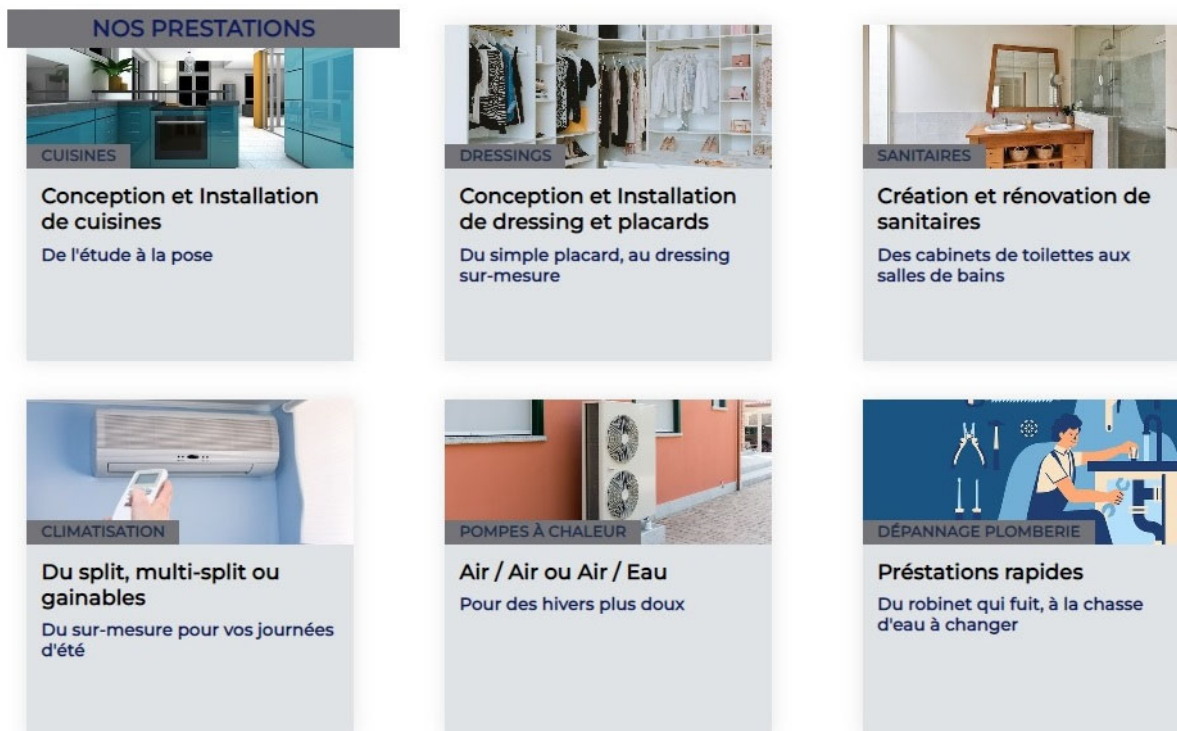 NOS PRESTATIONS
CUISINES
Conception et Installation
de cuisines
De l'étude à la pose
DRESSINGS
Conception et Installation
de dressing et placards
Du simple placard, au dressing
sur-mesure
SANITAIRES
Création et rénovation de
sanitaires
Des cabinets de toilettes aux
salles de bains
CLIMATISATION
Du split, multi-split ou
gainables
Du sur-mesure pour vos journées
d'été
POMPES À CHALEUR
Air / Air ou Air / Eau
Pour des hivers plus doux
DÉPANNAGE PLOMBERIE
Préstations rapides
Du robinet qui fuit, à la chasse
d'eau à changer